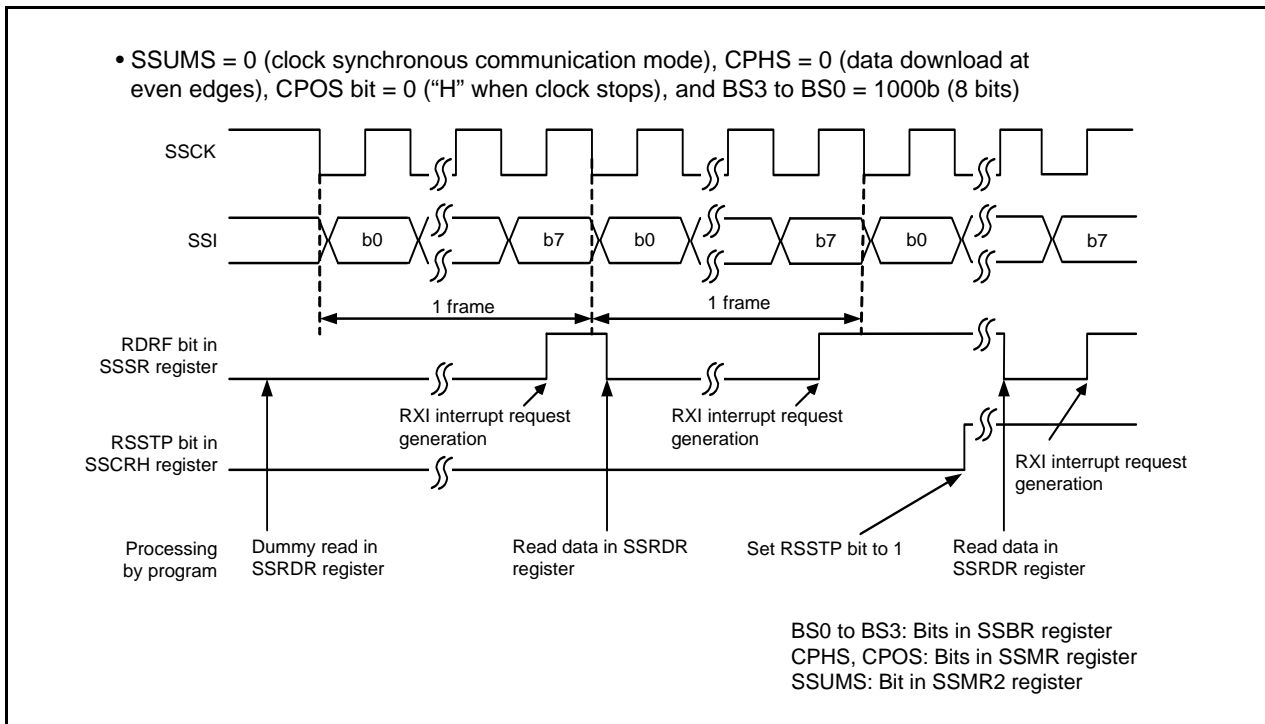 • SSUMS = 0 (clock synchronous communication mode), CPHS = 0 (data download at
even edges), CPOS bit = 0 (“H” when clock stops), and BS3 to BS0 = 1000b (8 bits)
SSCK
SSI
b0
b7
b0
b7
b0
b7
1 frame
1 frame
RDRF bit in
SSSR register
RXI interrupt request
generation
RXI interrupt request
generation
RXI interrupt request
generation
RSSTP bit in
SSCRH register
Processing
by program
Dummy read in
SSRDR register
Read data in SSRDR
register
Set RSSTP bit to 1
Read data in
SSRDR register
BS0 to BS3: Bits in SSBR register
CPHS, CPOS: Bits in SSMR register
SSUMS: Bit in SSMR2 register